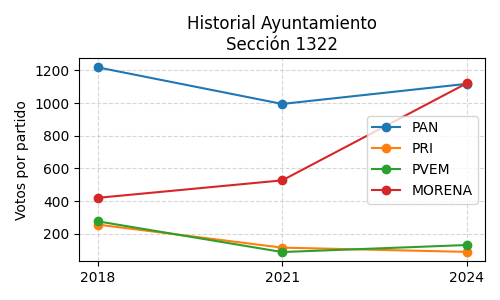 Historial Ayuntamiento
Sección 1322
Votos por partido
1200
1000
800
600
400
200
2018
2021
2024
PAN
PRI
PVEM
MORENA